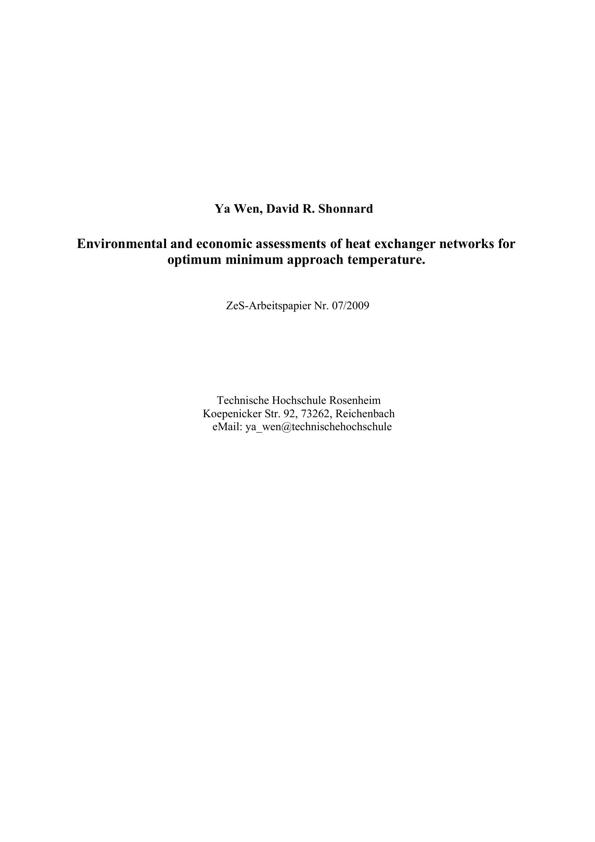 Ya Wen, David R. Shonnard
Environmental and economic assessments of heat exchanger networks for
optimum minimum approach temperature.
ZeS-Arbeitspapier Nr. 07/2009
Technische Hochschule Rosenheim
Koepenicker Str. 92, 73262, Reichenbach
eMail: ya_wen@technischehochschule